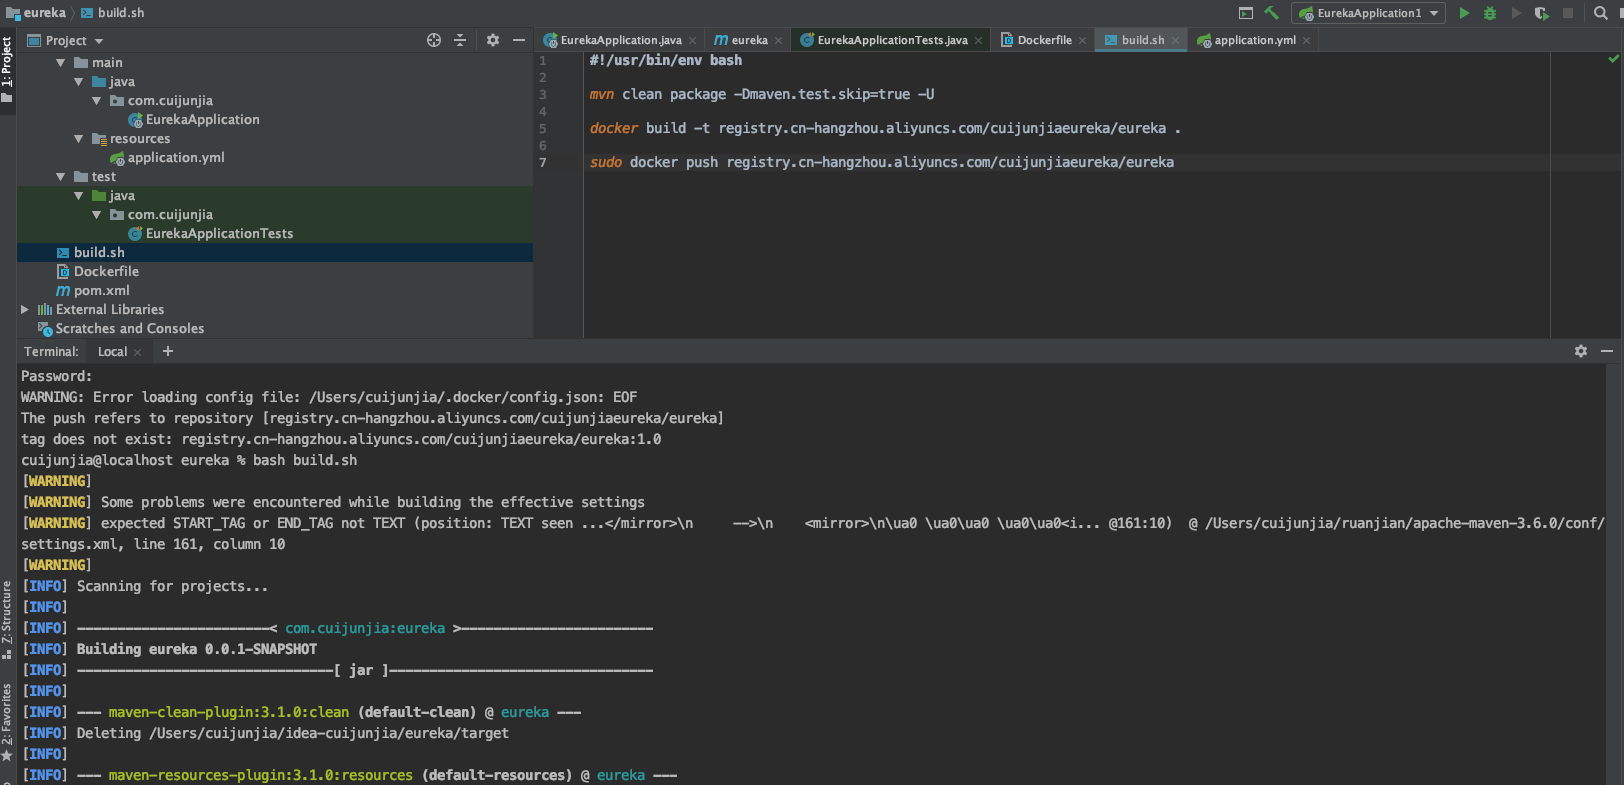 eureka build.sh
EurekaApplication1
1: Project
Project
EurekaApplication.java eureka EurekaApplicationTests.java Dockerfile build.sh application.yml
main
java
com.cuijunjia
EurekaApplication
resources
application.yml
test
java
com.cuijunjia
EurekaApplicationTests
build.sh
Dockerfile
pom.xml
External Libraries
Scratches and Consoles
1 #!/usr/bin/env bash
2
3 mvn clean package -Dmaven.test.skip=true -U
4
5 docker build -t registry.cn-hangzhou.aliyuncs.com/cuijunjiaeureka/eureka .
6
7 sudo docker push registry.cn-hangzhou.aliyuncs.com/cuijunjiaeureka/eureka
Terminal: Local +
Password:
WARNING: Error loading config file: /Users/cuijunjia/.docker/config.json: EOF
The push refers to repository [registry.cn-hangzhou.aliyuncs.com/cuijunjiaeureka/eureka]
tag does not exist: registry.cn-hangzhou.aliyuncs.com/cuijunjiaeureka/eureka:1.0
cuijunjia@localhost eureka % bash build.sh
[WARNING]
[WARNING] Some problems were encountered while building the effective settings
[WARNING] expected START_TAG or END_TAG not TEXT (position: TEXT seen ...</mirror>\n     -->\n    <mirror>\n\ua0 \ua0\ua0 \ua0\ua0<i... @161:10)  @ /Users/cuijunjia/ruanjian/apache-maven-3.6.0/conf/
settings.xml, line 161, column 10
[WARNING]
[INFO] Scanning for projects...
[INFO]
[INFO] ------------------------< com.cuijunjia:eureka >------------------------
[INFO] Building eureka 0.0.1-SNAPSHOT
[INFO] --------------------------------[ jar ]---------------------------------
[INFO]
[INFO] --- maven-clean-plugin:3.1.0:clean (default-clean) @ eureka ---
[INFO] Deleting /Users/cuijunjia/idea-cuijunjia/eureka/target
[INFO]
[INFO] --- maven-resources-plugin:3.1.0:resources (default-resources) @ eureka ---
7: Structure
2: Favorites